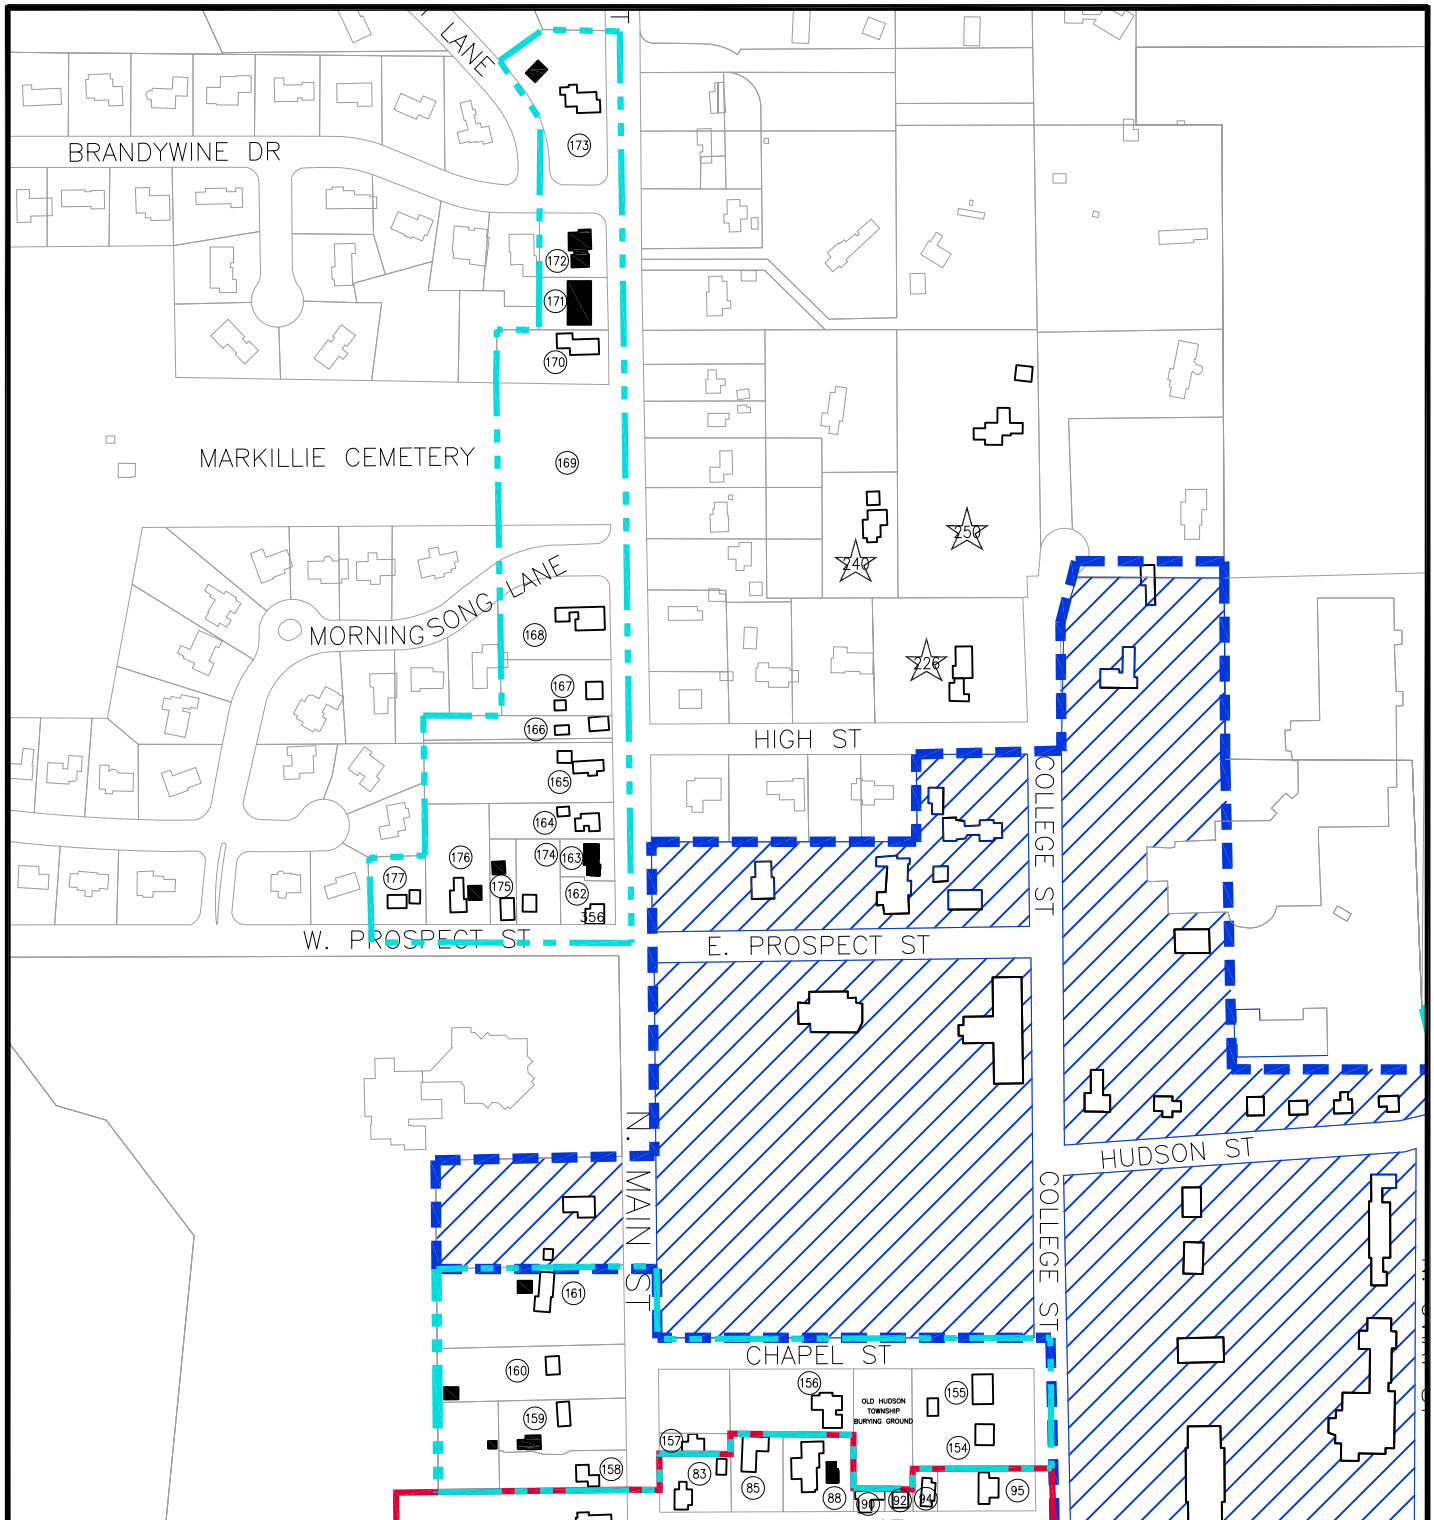 LANE
BRANDYWINE DR
173
172
171
170
MARKILLIE CEMETERY
169
250
240
MORNINGSONG LANE
168
226
167
166
HIGH ST
165
COLLEGE ST
164
176
174
163
177
175
162
356
W. PROSPECT ST
E. PROSPECT ST
N. MAIN ST
HUDSON ST
COLLEGE ST
161
CHAPEL ST
160
156
155
OLD HUDSON
TOWNSHIP
BURYING GROUND
159
157
154
158
83
85
88
90
92
94
95